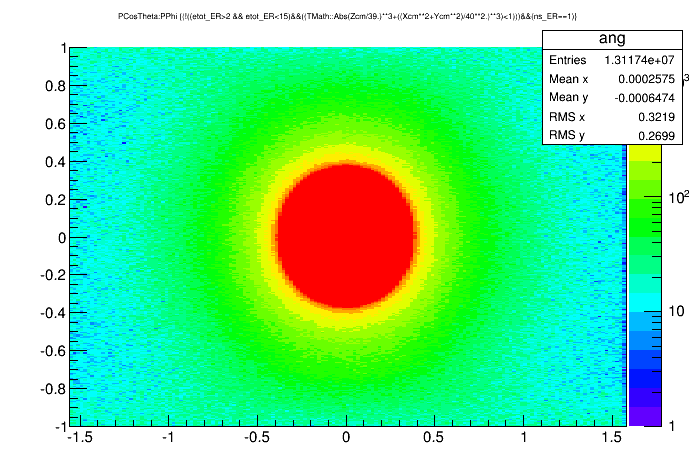 PCosTheta:PPhi {(!((etot_ER>2 && etot_ER<15)&&((TMath::Abs(Zcm/39.)**3+((Xcm**2+Ycm**2)/40**2.)**3)<1)))&&(ns_ER==1)}
ang
Entries 1.31174e+07
Mean x 0.0002575
Mean y -0.0006474
RMS x 0.3219
RMS y 0.2699
1
0.8
0.6
0.4
0.2
0
-0.2
-0.4
-0.6
-0.8
-1
-1.5 -1 -0.5 0 0.5 1 1.5
3
10²
10
1